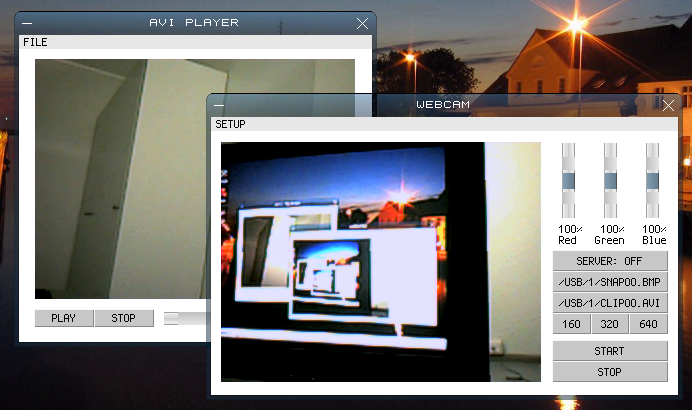 AVI PLAYER
FILE
PLAY
STOP
WEBCAM
SETUP
100%
Red
100%
Green
100%
Blue
SERVER: OFF
/USB/1/SNAP00.BMP
/USB/1/CLIP00.AVI
160
320
640
START
STOP